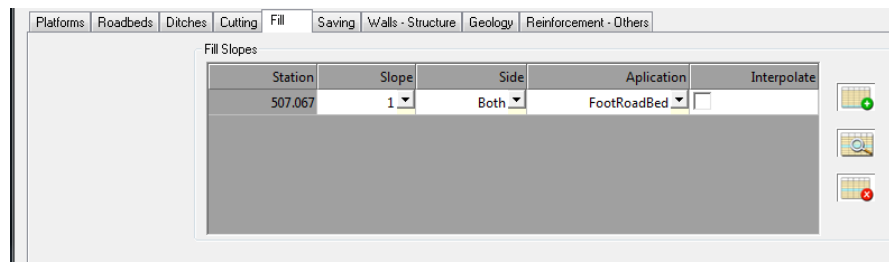 Platforms Roadbeds Ditches Cutting Fill Saving Walls - Structure Geology Reinforcement - Others
Fill Slopes
Station Slope Side Aplication Interpolate
507.067 1 Both FootRoadBed